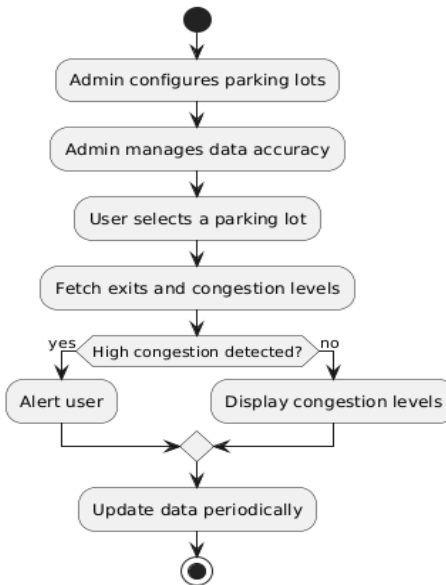 Admin configures parking lots
Admin manages data accuracy
User selects a parking lot
Fetch exits and congestion levels
yes
High congestion detected?
no
Alert user
Display congestion levels
Update data periodically